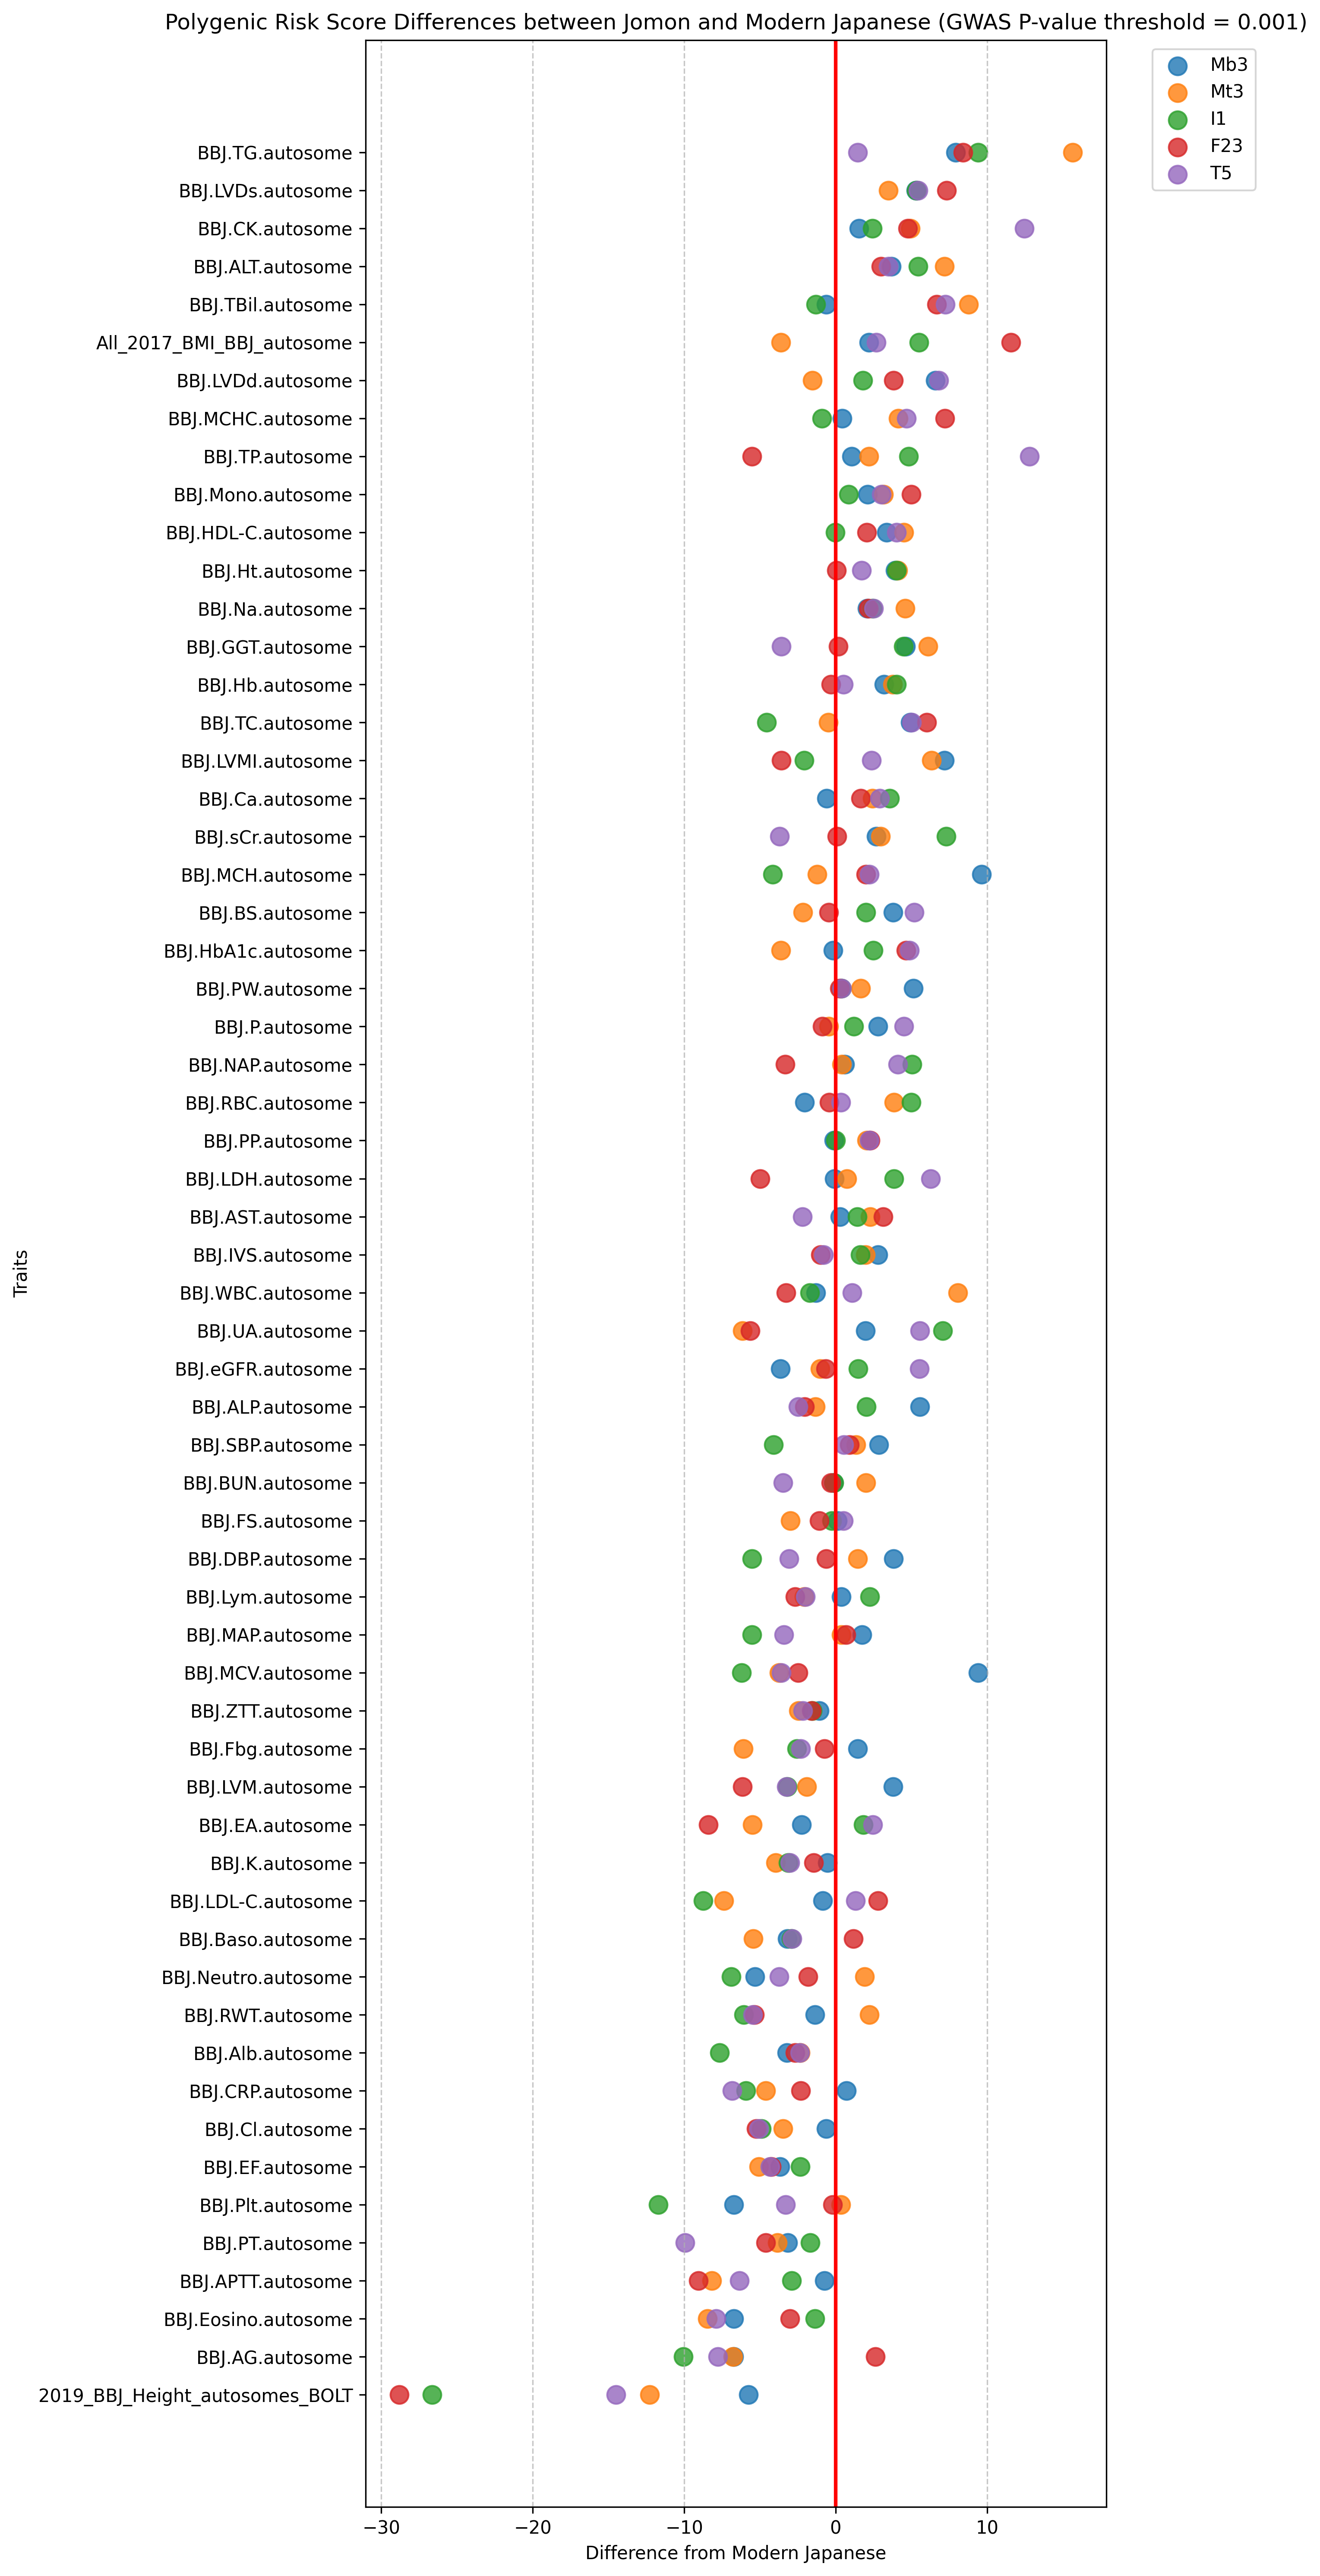 Polygenic Risk Score Differences between Jomon and Modern Japanese (GWAS P-value threshold = 0.001)
Mb3
Mt3
I1
F23
T5
BBJ.TG.autosome
BBJ.LVDs.autosome
BBJ.CK.autosome
BBJ.ALT.autosome
BBJ.TBil.autosome
All_2017_BMI_BBJ_autosome
BBJ.LVDd.autosome
BBJ.MCHC.autosome
BBJ.TP.autosome
BBJ.Mono.autosome
BBJ.HDL-C.autosome
BBJ.Ht.autosome
BBJ.Na.autosome
BBJ.GGT.autosome
BBJ.Hb.autosome
BBJ.TC.autosome
BBJ.LVMI.autosome
BBJ.Ca.autosome
BBJ.sCr.autosome
BBJ.MCH.autosome
BBJ.BS.autosome
BBJ.HbA1c.autosome
BBJ.PW.autosome
BBJ.P.autosome
BBJ.NAP.autosome
BBJ.RBC.autosome
BBJ.PP.autosome
BBJ.LDH.autosome
BBJ.AST.autosome
BBJ.IVS.autosome
BBJ.WBC.autosome
BBJ.UA.autosome
BBJ.eGFR.autosome
BBJ.ALP.autosome
BBJ.SBP.autosome
BBJ.BUN.autosome
BBJ.FS.autosome
BBJ.DBP.autosome
BBJ.Lym.autosome
BBJ.MAP.autosome
BBJ.MCV.autosome
BBJ.ZTT.autosome
BBJ.Fbg.autosome
BBJ.LVM.autosome
BBJ.EA.autosome
BBJ.K.autosome
BBJ.LDL-C.autosome
BBJ.Baso.autosome
BBJ.Neutro.autosome
BBJ.RWT.autosome
BBJ.Alb.autosome
BBJ.CRP.autosome
BBJ.Cl.autosome
BBJ.EF.autosome
BBJ.Plt.autosome
BBJ.PT.autosome
BBJ.APTT.autosome
BBJ.Eosino.autosome
BBJ.AG.autosome
2019_BBJ_Height_autosomes_BOLT
Traits
−30 −20 −10 0 10
Difference from Modern Japanese